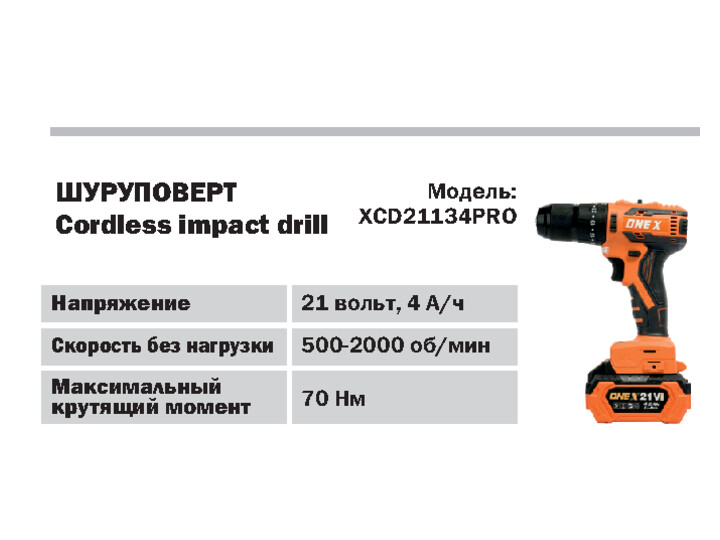 ШУРУПОВЕРТ
Cordless impact drill
Модель:
XCD21134PRO
ONE X
Напряжение 21 вольт, 4 А/ч
Скорость без нагрузки 500-2000 об/мин
Максимальный
крутящий момент 70 Нм
ONE X 21V